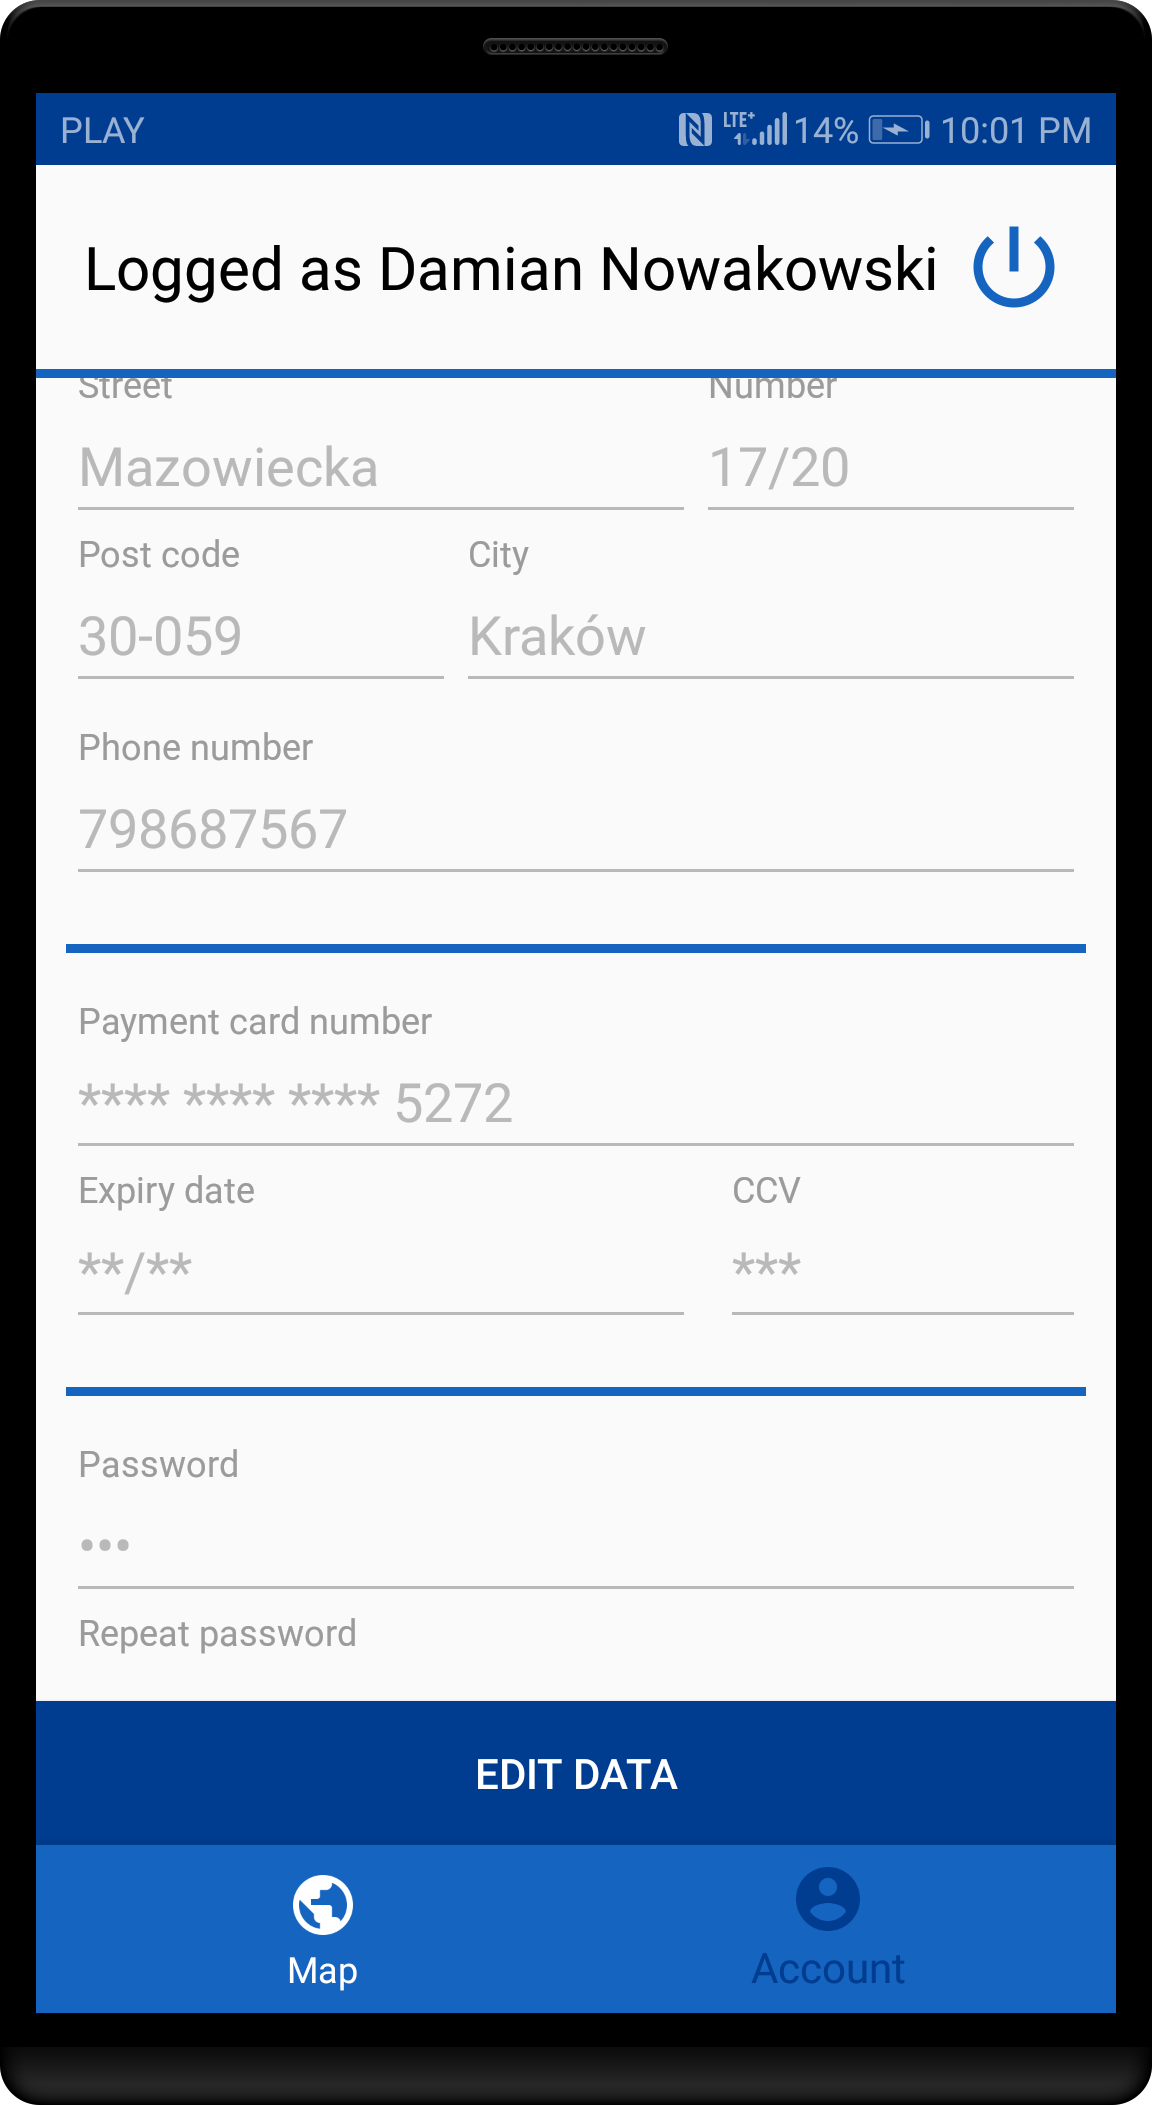 PLAY LTE+ 14% 10:01 PM
Logged as Damian Nowakowski
Street Number
Mazowiecka 17/20
Post code City
30-059 Kraków
Phone number
798687567
Payment card number
**** **** **** 5272
Expiry date CCV
**/** ***
Password
•••
Repeat password
EDIT DATA
Map Account